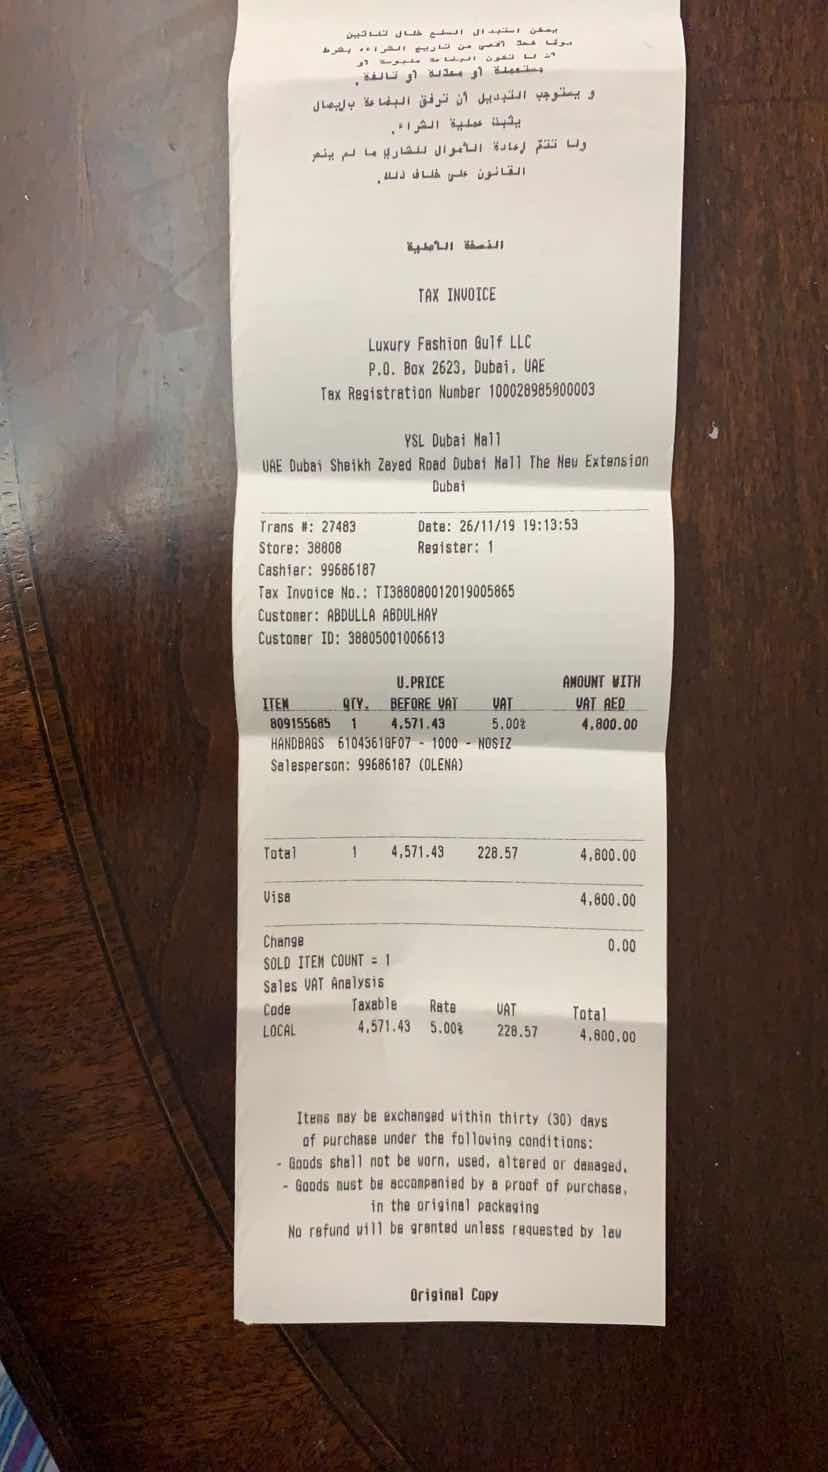 يمكن استبدال السلع خلال ثلاثين
يومًا كحد أقصى من تاريخ الشراء، بشرط
أن لا تكون البضاعة ملبوسة أو
مستعملة أو معدّلة أو تالفة.
و يستوجب التبديل أن ترفق البضاعة بإيصال
يثبت عملية الشراء.
ولا تتمّ إعادة الأموال للشاري ما لم ينص
القانون على خلاف ذلك.
النسخة الأصلية
TAX INVOICE
Luxury Fashion Gulf LLC
P.O. Box 2623, Dubai, UAE
Tax Registration Number 100028985900003
YSL Dubai Mall
UAE Dubai Sheikh Zayed Road Dubai Mall The New Extension
Dubai
Trans #: 27483 Date: 26/11/19 19:13:53
Store: 38808 Register: 1
Cashier: 99686187
Tax Invoice No.: TI388080012019005865
Customer: ABDULLA ABDULHAY
Customer ID: 38805001006613
U.PRICE AMOUNT WITH
ITEM QTY. BEFORE VAT VAT VAT AED
809155685 1 4,571.43 5.00% 4,800.00
HANDBAGS 610436 - 1000 - NOSIZ
Salesperson: 99686187 (OLENA)
Total 1 4,571.43 228.57 4,800.00
Visa 4,800.00
Change 0.00
SOLD ITEM COUNT = 1
Sales VAT Analysis
Code Taxable Rate VAT Total
LOCAL 4,571.43 5.00% 228.57 4,800.00
Items may be exchanged within thirty (30) days
of purchase under the following conditions:
- Goods shall not be worn, used, altered or damaged,
- Goods must be accompanied by a proof of purchase,
in the original packaging
No refund will be granted unless requested by law
Original Copy